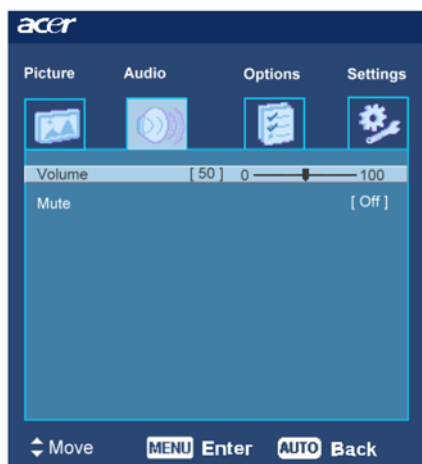 acer
Picture Audio Options Settings
Volume [ 50 ] 0 100
Mute [ Off ]
Move MENU Enter AUTO Back